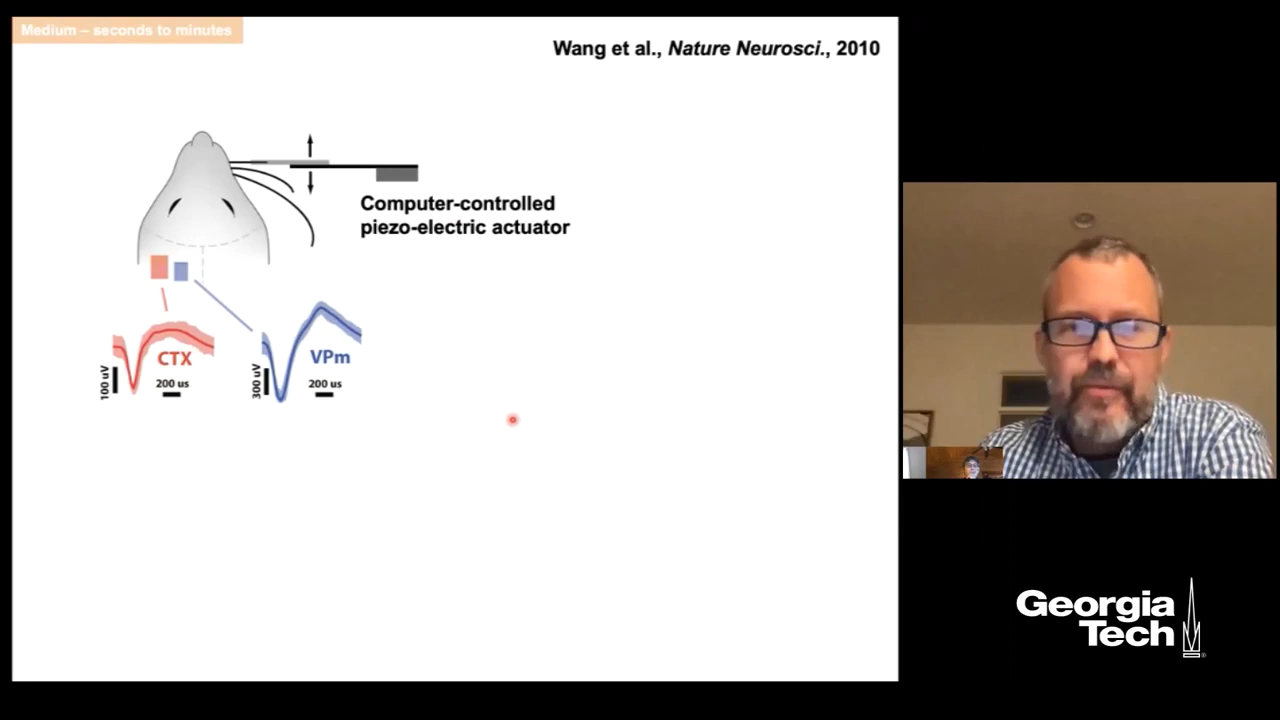 Medium – seconds to minutes
Wang et al., Nature Neurosci., 2010
Computer-controlled
piezo-electric actuator
CTX
100 uV
200 us
VPm
300 uV
200 us
Georgia
Tech